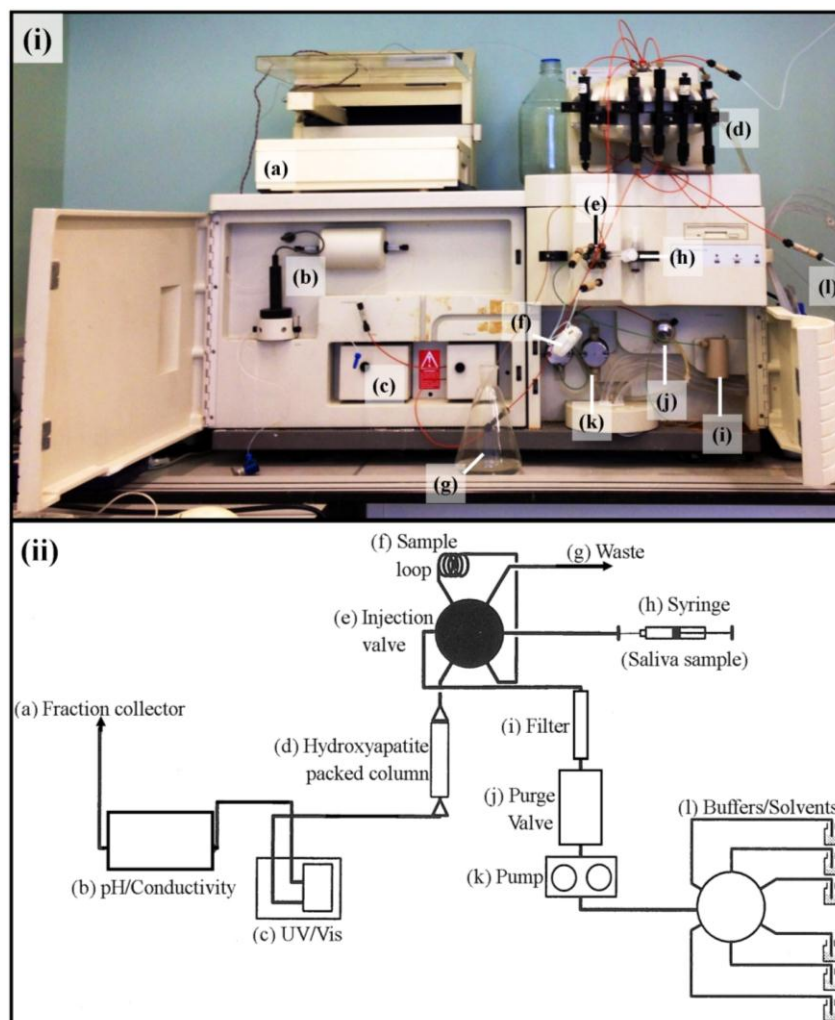 (i)
(a)
(d)
(e)
(b)
(h)
(l)
(f)
(c)
(j)
(k)
(i)
(g)
(ii)
(f) Sample
loop
(g) Waste
(e) Injection
valve
(h) Syringe
(Saliva sample)
(a) Fraction collector
(d) Hydroxyapatite
packed column
(i) Filter
(j) Purge
Valve
(l) Buffers/Solvents
(k) Pump
(b) pH/Conductivity
(c) UV/Vis